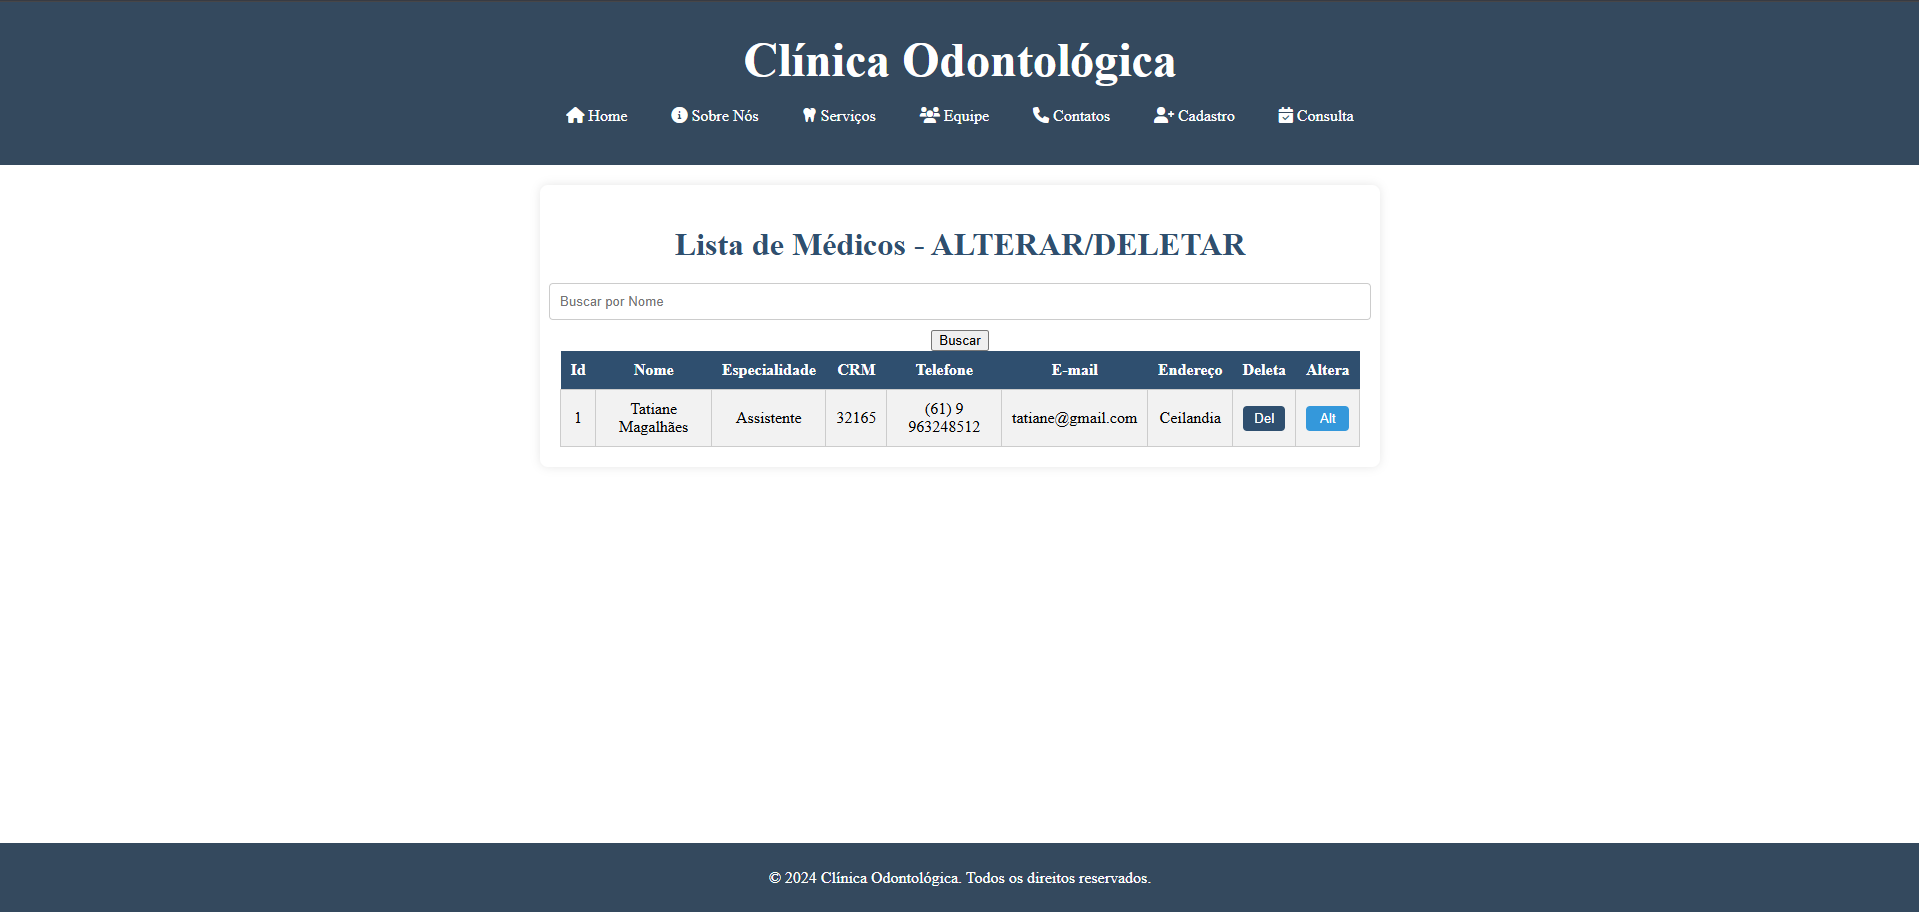 Clínica Odontológica
Home Sobre Nós Serviços Equipe Contatos Cadastro Consulta
Lista de Médicos - ALTERAR/DELETAR
Buscar por Nome
Buscar
Id Nome Especialidade CRM Telefone E-mail Endereço Deleta Altera
1 Tatiane Magalhães Assistente 32165 (61) 9 963248512 tatiane@gmail.com Ceilandia Del Alt
© 2024 Clínica Odontológica. Todos os direitos reservados.